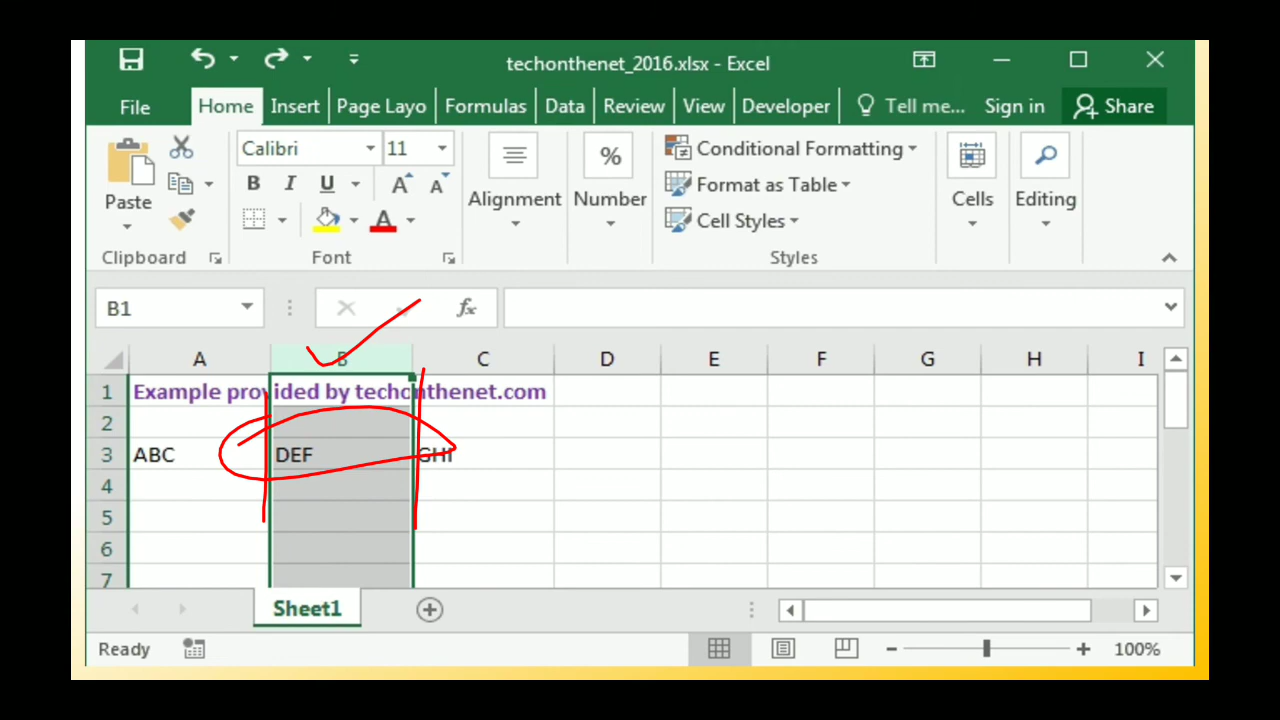 techonthenet_2016.xlsx - Excel
File Home Insert Page Layo Formulas Data Review View Developer Tell me... Sign in Share
Calibri 11 % Conditional Formatting
B I U A A Format as Table
Paste Alignment Number Cells Editing
A Cell Styles
Clipboard Font Styles
B1 fx
A B C D E F G H I
1 Example provided by techonthenet.com
2
3 ABC DEF GHI
4
5
6
7
Sheet1
Ready 100%